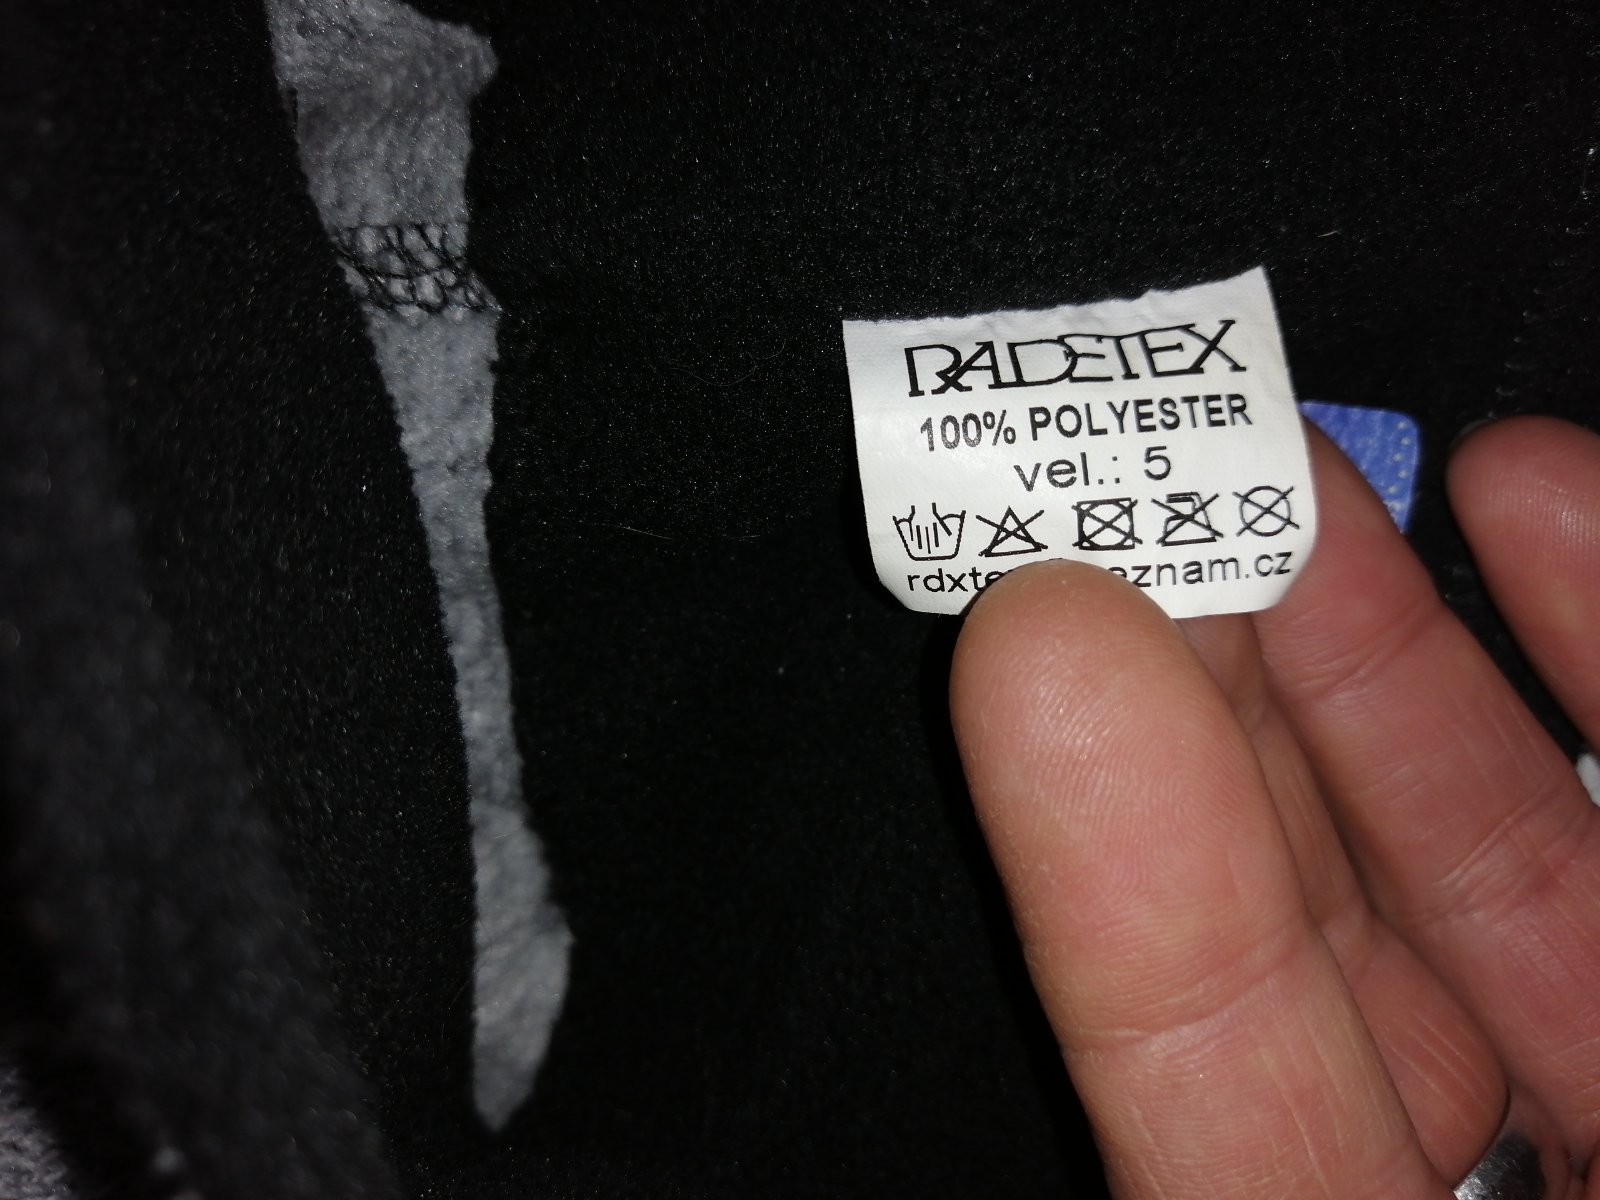 RADETEX
100% POLYESTER
vel.: 5